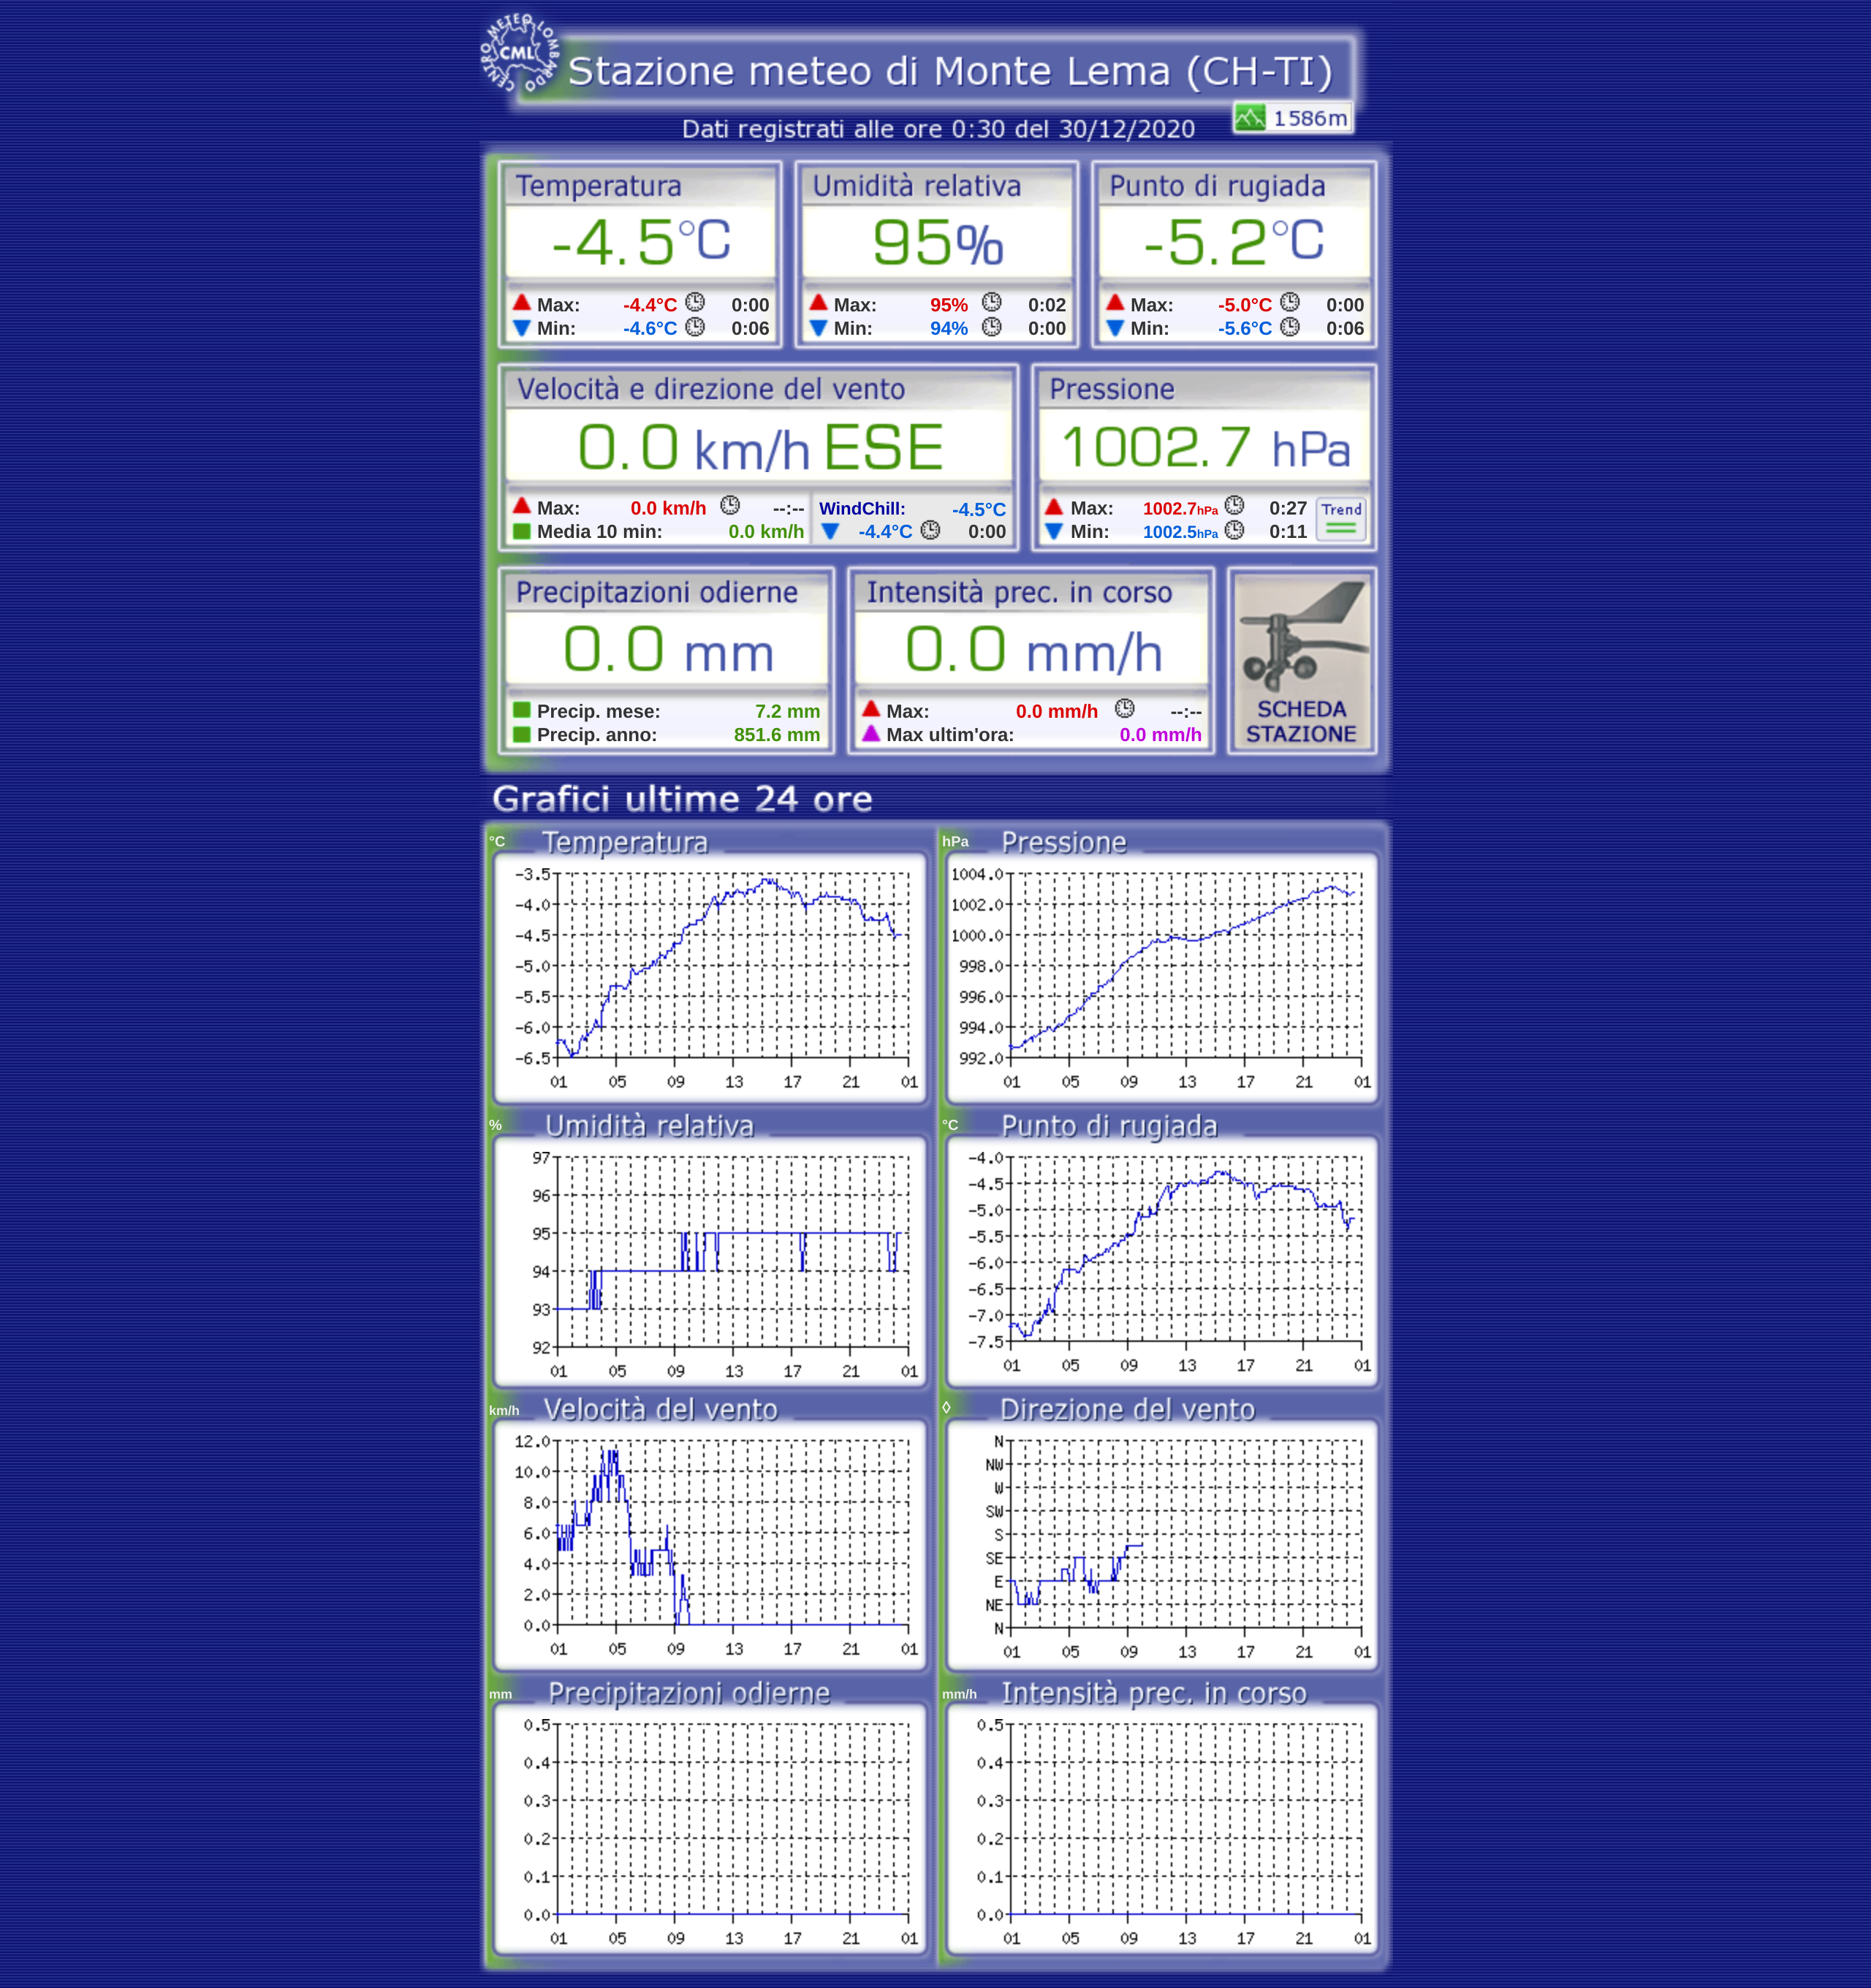 CENTRO METEO LOMBARDO
CML
Stazione meteo di Monte Lema (CH-TI)
1586m
Dati registrati alle ore 0:30 del 30/12/2020
Temperatura Umidità relativa Punto di rugiada
-4.5°C 95% -5.2°C
Max: -4.4°C 0:00 Max: 95% 0:02 Max: -5.0°C 0:00
Min: -4.6°C 0:06 Min: 94% 0:00 Min: -5.6°C 0:06
Velocità e direzione del vento Pressione
0.0 km/h ESE 1002.7 hPa
Max: 0.0 km/h --:-- WindChill: -4.5°C Max: 1002.7hPa 0:27 Trend
Media 10 min: 0.0 km/h -4.4°C 0:00 Min: 1002.5hPa 0:11
Precipitazioni odierne Intensità prec. in corso
0.0 mm 0.0 mm/h
Precip. mese: 7.2 mm Max: 0.0 mm/h --:-- SCHEDA
Precip. anno: 851.6 mm Max ultim'ora: 0.0 mm/h STAZIONE
Grafici ultime 24 ore
°C Temperatura
-3.5
-4.0
-4.5
-5.0
-5.5
-6.0
-6.5
01 05 09 13 17 21 01
hPa Pressione
1004.0
1002.0
1000.0
998.0
996.0
994.0
992.0
01 05 09 13 17 21 01
% Umidità relativa
97
96
95
94
93
92
01 05 09 13 17 21 01
°C Punto di rugiada
-4.0
-4.5
-5.0
-5.5
-6.0
-6.5
-7.0
-7.5
01 05 09 13 17 21 01
km/h Velocità del vento
12.0
10.0
8.0
6.0
4.0
2.0
0.0
01 05 09 13 17 21 01
◊ Direzione del vento
N
NW
W
SW
S
SE
E
NE
N
01 05 09 13 17 21 01
mm Precipitazioni odierne
0.5
0.4
0.3
0.2
0.1
0.0
01 05 09 13 17 21 01
mm/h Intensità prec. in corso
0.5
0.4
0.3
0.2
0.1
0.0
01 05 09 13 17 21 01